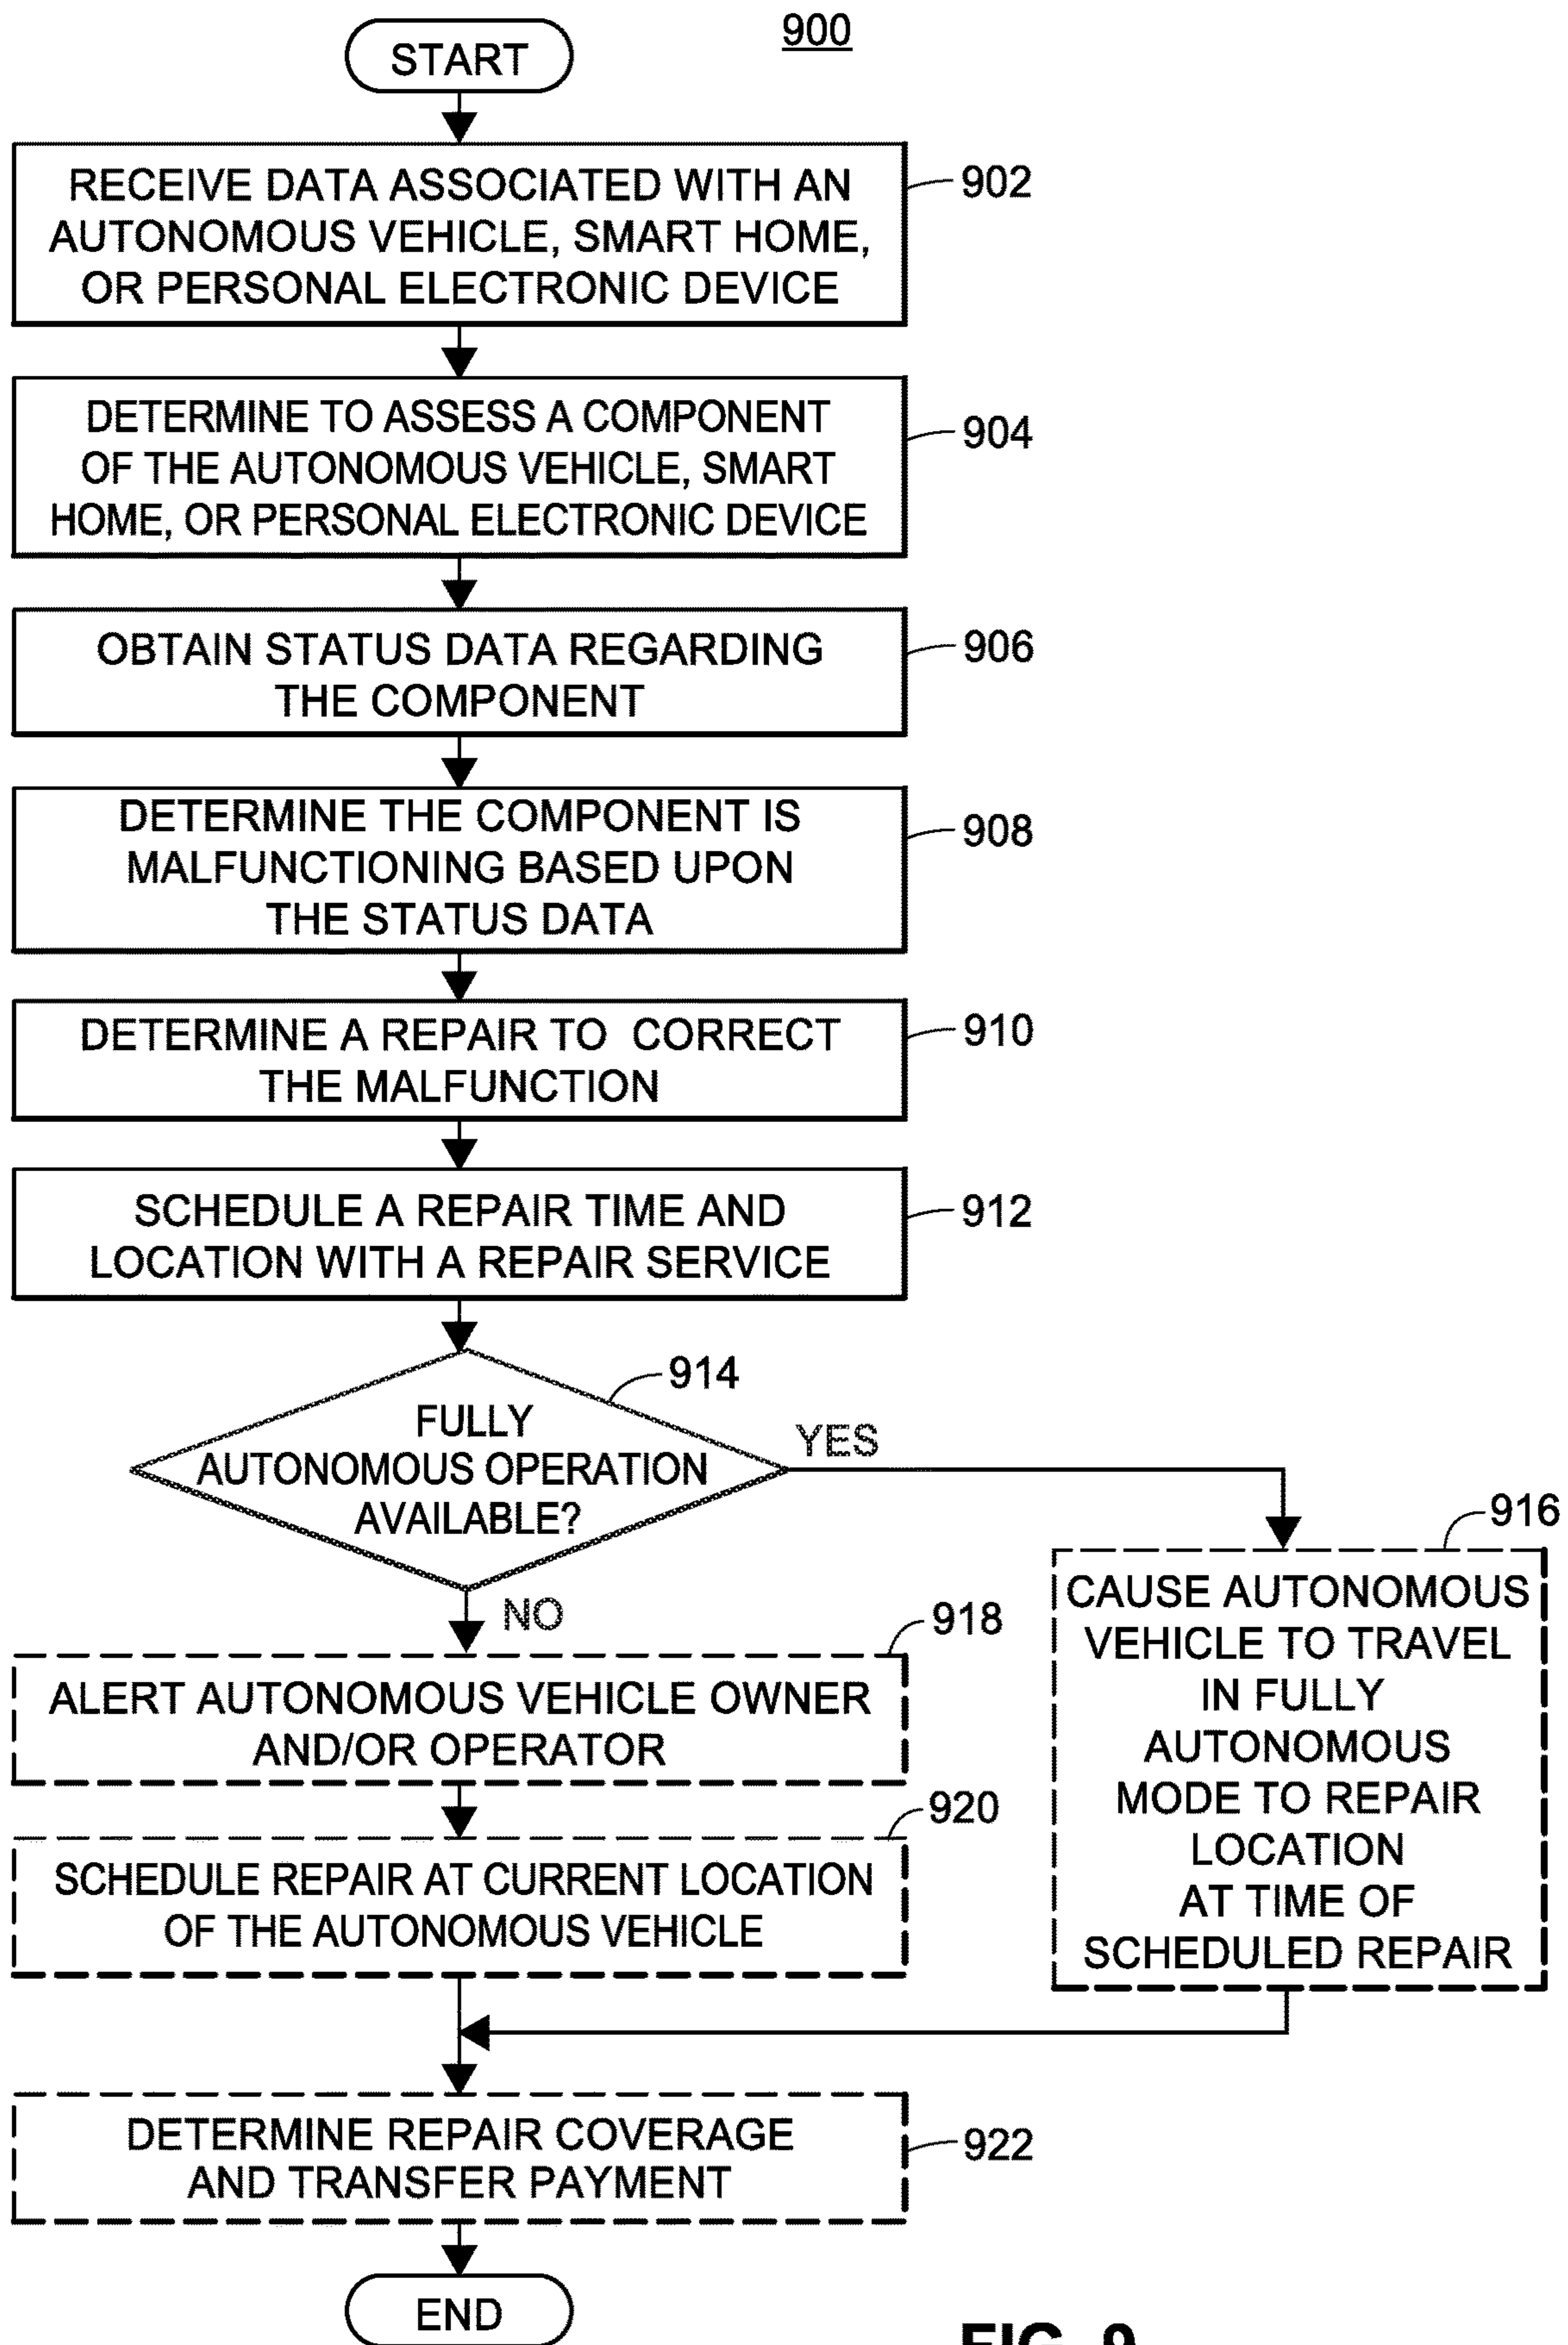 900
START
RECEIVE DATA ASSOCIATED WITH AN
AUTONOMOUS VEHICLE, SMART HOME,
OR PERSONAL ELECTRONIC DEVICE
902
DETERMINE TO ASSESS A COMPONENT
OF THE AUTONOMOUS VEHICLE, SMART
HOME, OR PERSONAL ELECTRONIC DEVICE
904
OBTAIN STATUS DATA REGARDING
THE COMPONENT
906
DETERMINE THE COMPONENT IS
MALFUNCTIONING BASED UPON
THE STATUS DATA
908
DETERMINE A REPAIR TO CORRECT
THE MALFUNCTION
910
SCHEDULE A REPAIR TIME AND
LOCATION WITH A REPAIR SERVICE
912
914
FULLY
AUTONOMOUS OPERATION
AVAILABLE?
YES
916
CAUSE AUTONOMOUS
VEHICLE TO TRAVEL
IN FULLY
AUTONOMOUS
MODE TO REPAIR
LOCATION
AT TIME OF
SCHEDULED REPAIR
NO
918
ALERT AUTONOMOUS VEHICLE OWNER
AND/OR OPERATOR
920
SCHEDULE REPAIR AT CURRENT LOCATION
OF THE AUTONOMOUS VEHICLE
DETERMINE REPAIR COVERAGE
AND TRANSFER PAYMENT
922
END
FIG. 9